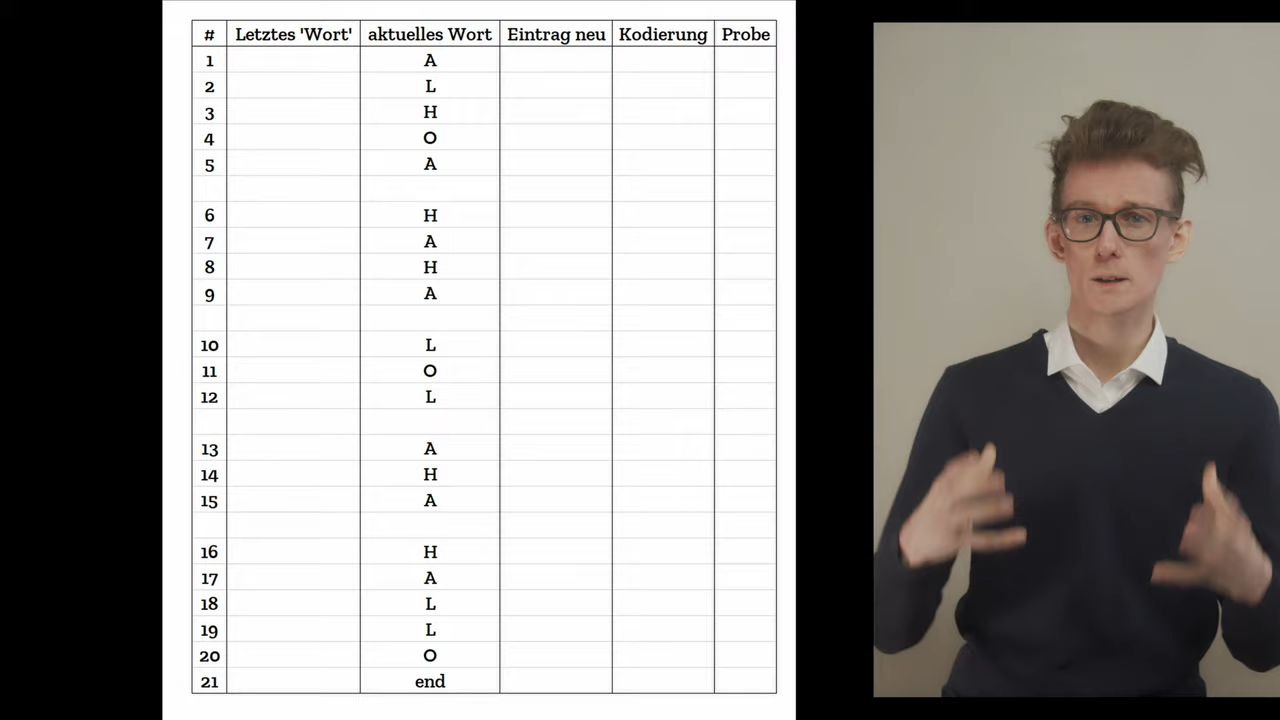 # Letztes 'Wort' aktuelles Wort Eintrag neu Kodierung Probe
1 A
2 L
3 H
4 O
5 A
6 H
7 A
8 H
9 A
10 L
11 O
12 L
13 A
14 H
15 A
16 H
17 A
18 L
19 L
20 O
21 end